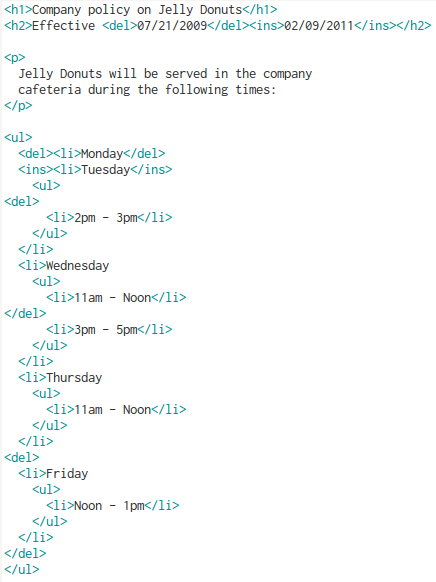 <h1>Company policy on Jelly Donuts</h1>
<h2>Effective <del>07/21/2009</del><ins>02/09/2011</ins></h2>
<p>
Jelly Donuts will be served in the company
cafeteria during the following times:
</p>
<ul>
<del><li>Monday</del>
<ins><li>Tuesday</ins>
<ul>
<del>
<li>2pm – 3pm</li>
</ul>
</li>
<li>Wednesday
<ul>
<li>11am – Noon</li>
</del>
<li>3pm – 5pm</li>
</ul>
</li>
<li>Thursday
<ul>
<li>11am – Noon</li>
</ul>
</li>
<del>
<li>Friday
<ul>
<li>Noon – 1pm</li>
</ul>
</li>
</del>
</ul>